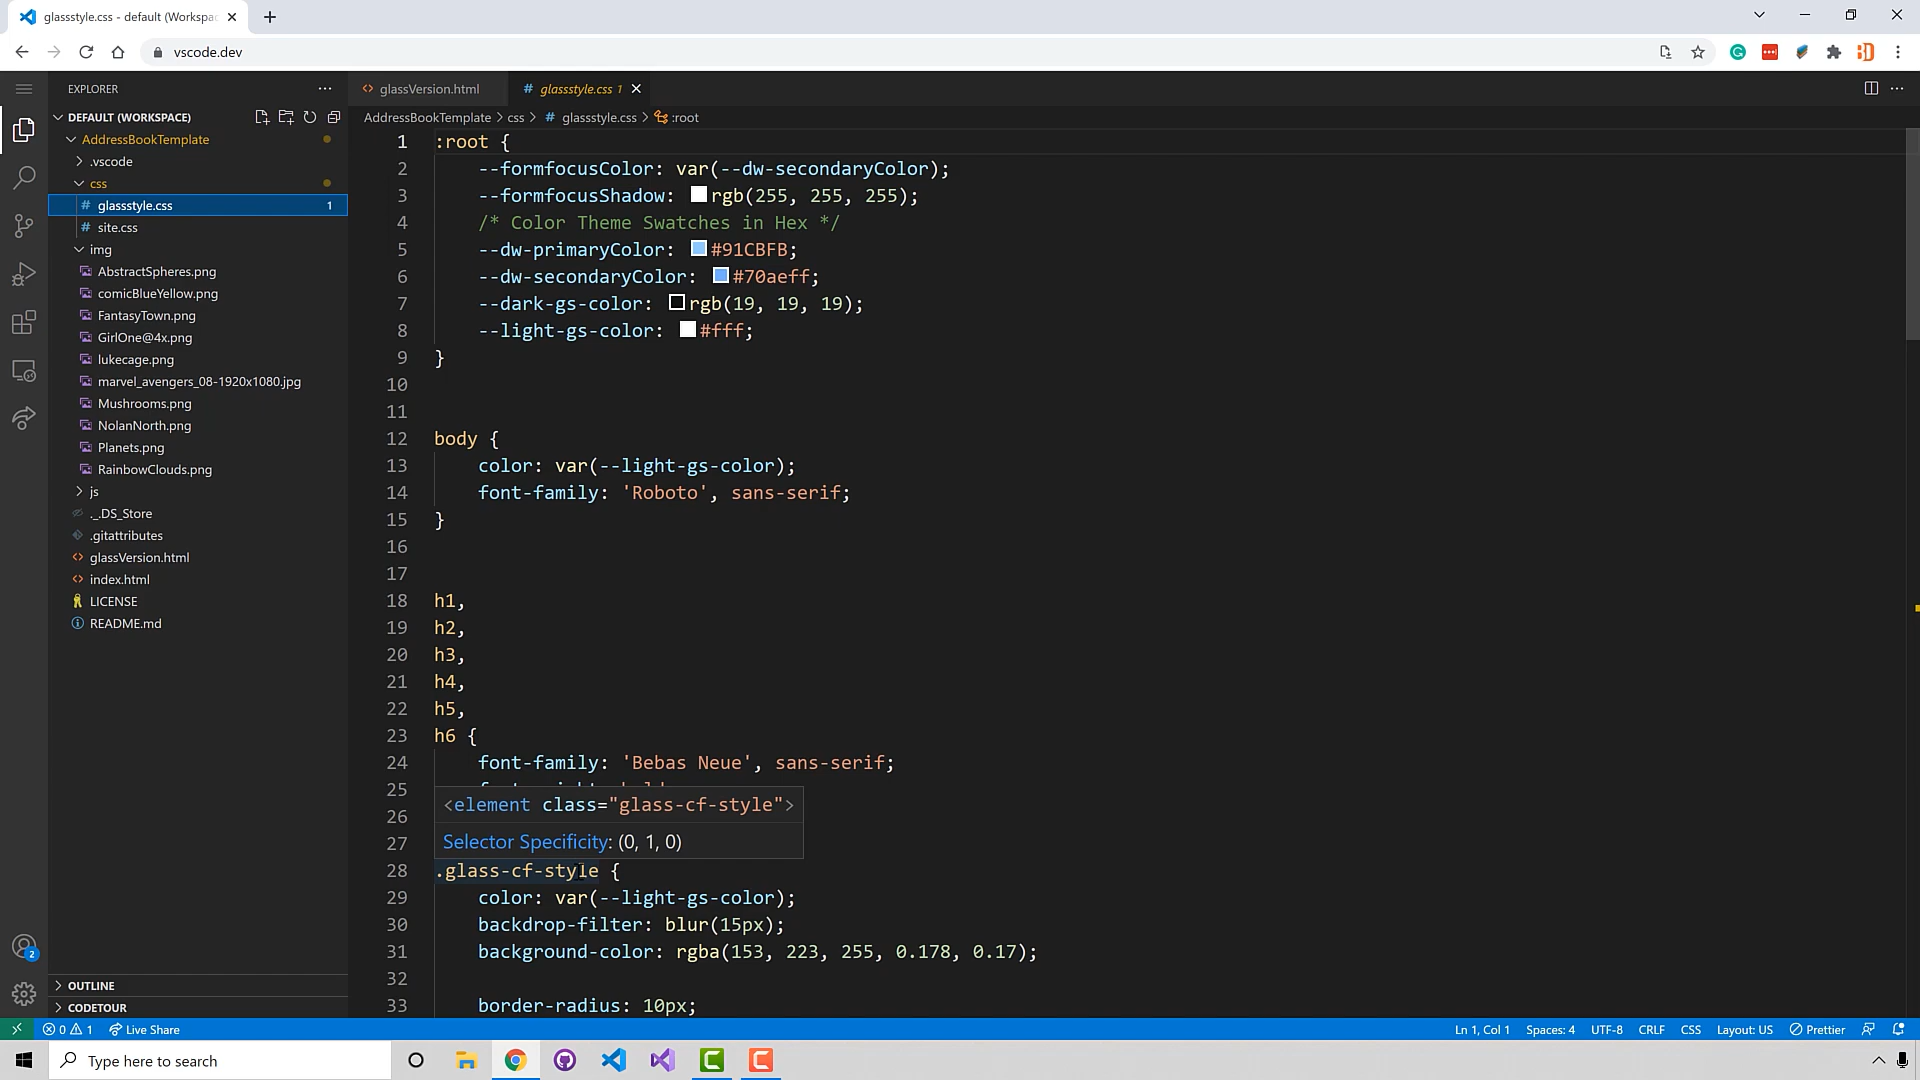 glassstyle.css - default (Workspac
vscode.dev
EXPLORER
DEFAULT (WORKSPACE)
AddressBookTemplate
.vscode
css
# glassstyle.css 1
# site.css
img
AbstractSpheres.png
comicBlueYellow.png
FantasyTown.png
GirlOne@4x.png
lukecage.png
marvel_avengers_08-1920x1080.jpg
Mushrooms.png
NolanNorth.png
Planets.png
RainbowClouds.png
js
._.DS_Store
.gitattributes
glassVersion.html
index.html
LICENSE
README.md
OUTLINE
CODETOUR
glassVersion.html
# glassstyle.css 1
AddressBookTemplate > css > # glassstyle.css > :root
1 :root {
2 --formfocusColor: var(--dw-secondaryColor);
3 --formfocusShadow: rgb(255, 255, 255);
4 /* Color Theme Swatches in Hex */
5 --dw-primaryColor: #91CBFB;
6 --dw-secondaryColor: #70aeff;
7 --dark-gs-color: rgb(19, 19, 19);
8 --light-gs-color: #fff;
9 }
10
11
12 body {
13 color: var(--light-gs-color);
14 font-family: 'Roboto', sans-serif;
15 }
16
17
18 h1,
19 h2,
20 h3,
21 h4,
22 h5,
23 h6 {
24 font-family: 'Bebas Neue', sans-serif;
25
<element class="glass-cf-style">
26
Selector Specificity: (0, 1, 0)
27
28 .glass-cf-style {
29 color: var(--light-gs-color);
30 backdrop-filter: blur(15px);
31 background-color: rgba(153, 223, 255, 0.178, 0.17);
32
33 border-radius: 10px;
2
0 1 Live Share
Ln 1, Col 1 Spaces: 4 UTF-8 CRLF CSS Layout: US Prettier
Type here to search